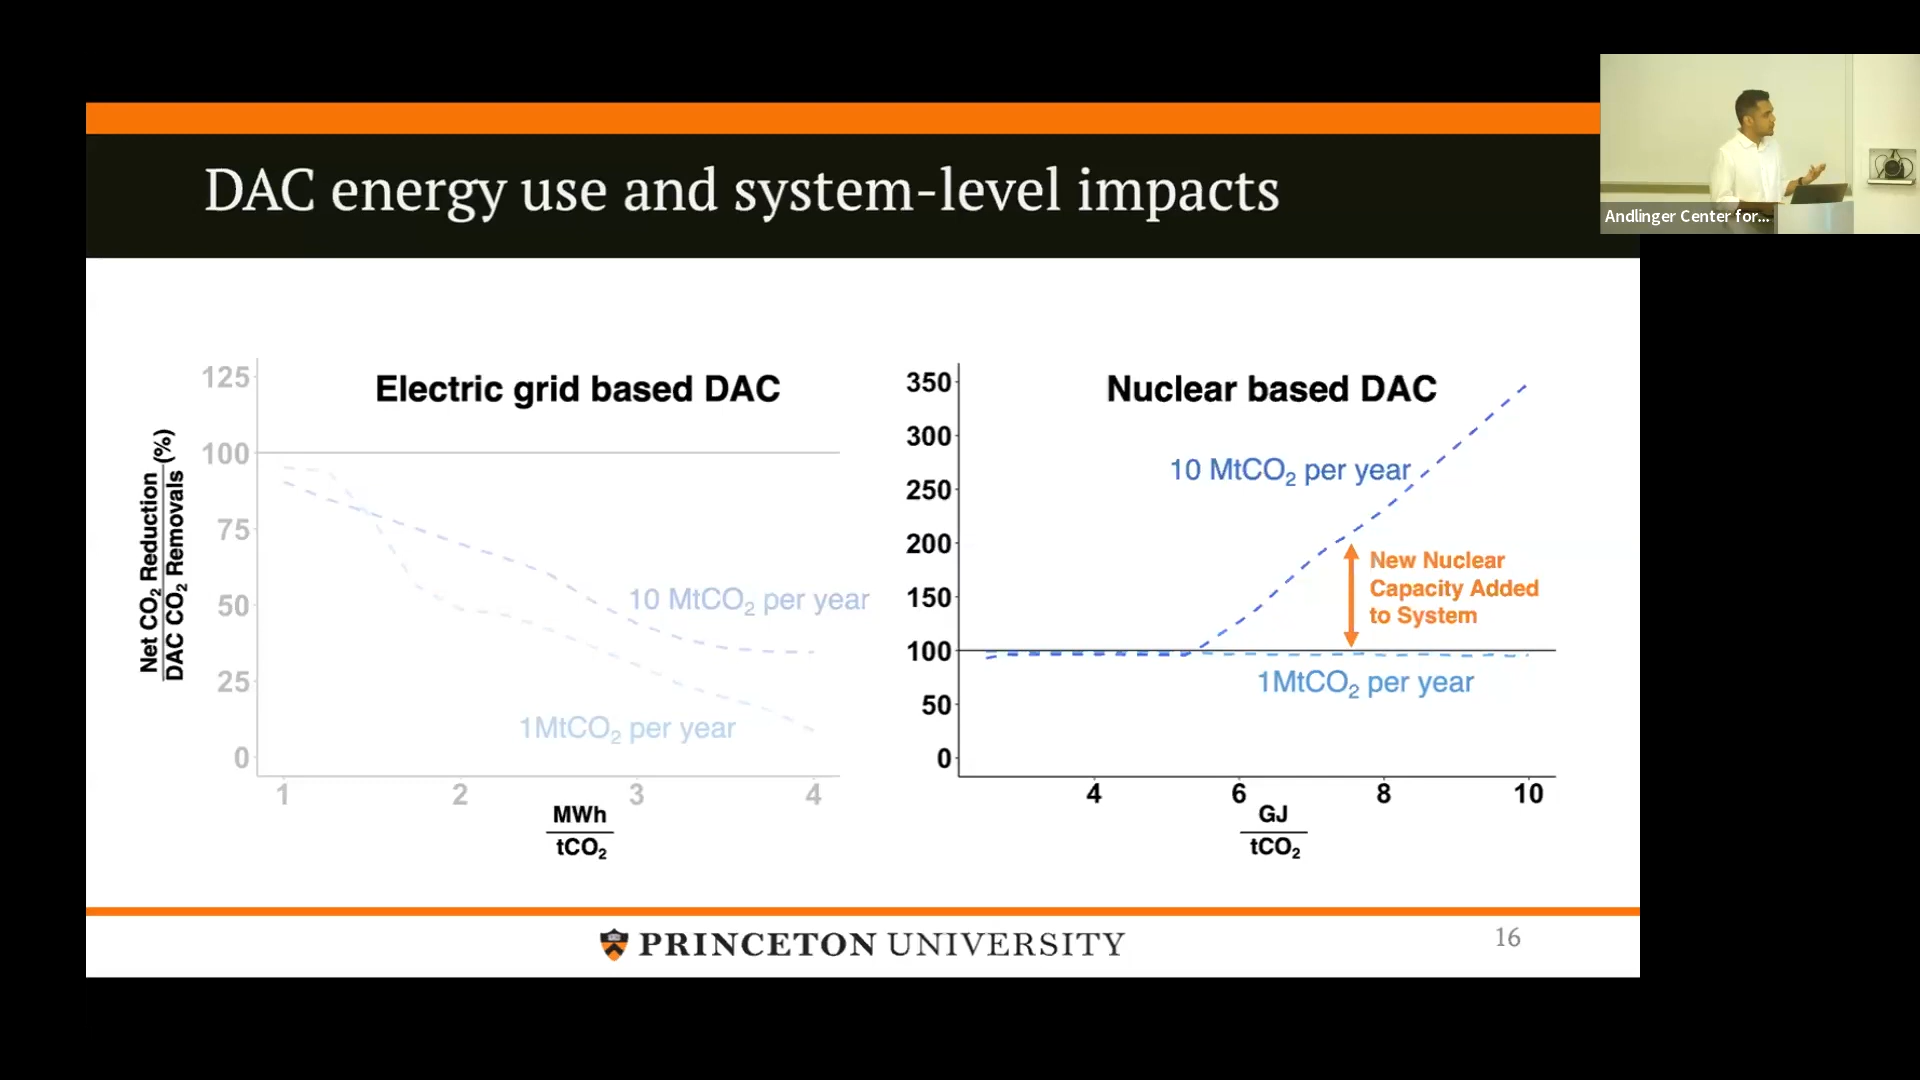 DAC energy use and system-level impacts
Andlinger Center for...
Electric grid based DAC
Net CO₂ Reduction
DAC CO₂ Removals
(%)
125
100
75
50
25
0
10 MtCO₂ per year
1MtCO₂ per year
1
2
3
4
MWh
tCO₂
Nuclear based DAC
350
300
250
200
150
100
50
0
10 MtCO₂ per year
New Nuclear
Capacity Added
to System
1MtCO₂ per year
4
6
8
10
GJ
tCO₂
PRINCETON UNIVERSITY
16